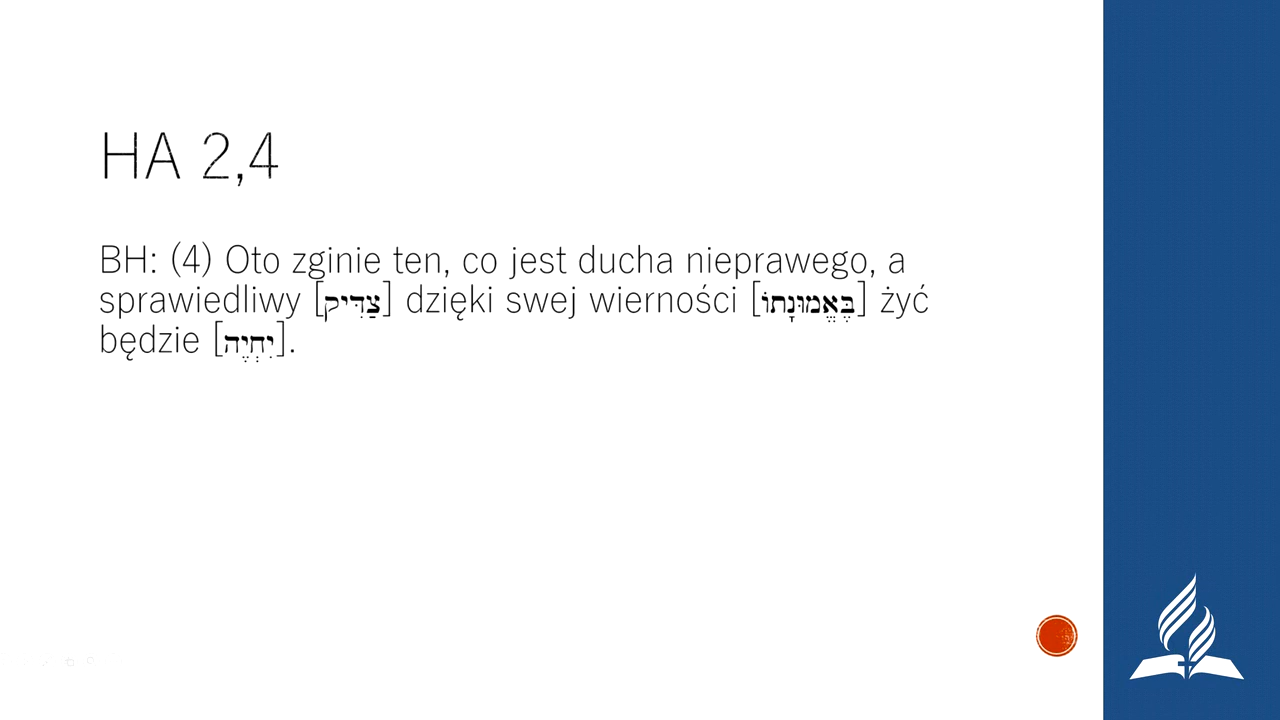 HA 2,4
BH: (4) Oto zginie ten, co jest ducha nieprawego, a
sprawiedliwy [צַדִּיק] dzięki swej wierności [בֶּאֱמוּנָתוֹ] żyć
będzie [יִחְיֶה].